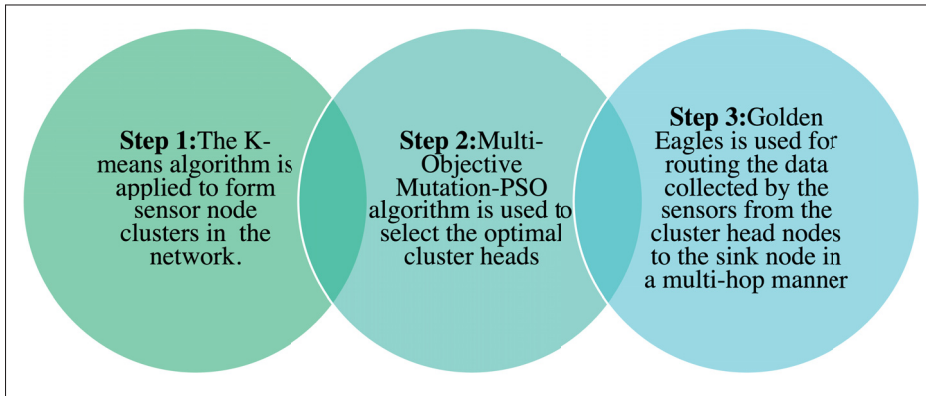 Step 1:The K-
means algorithm is
applied to form
sensor node
clusters in the
network.
Step 2:Multi-
Objective
Mutation-PSO
algorithm is used to
select the optimal
cluster heads
Step 3:Golden
Eagles is used for
routing the data
collected by the
sensors from the
cluster head nodes
to the sink node in
a multi-hop manner